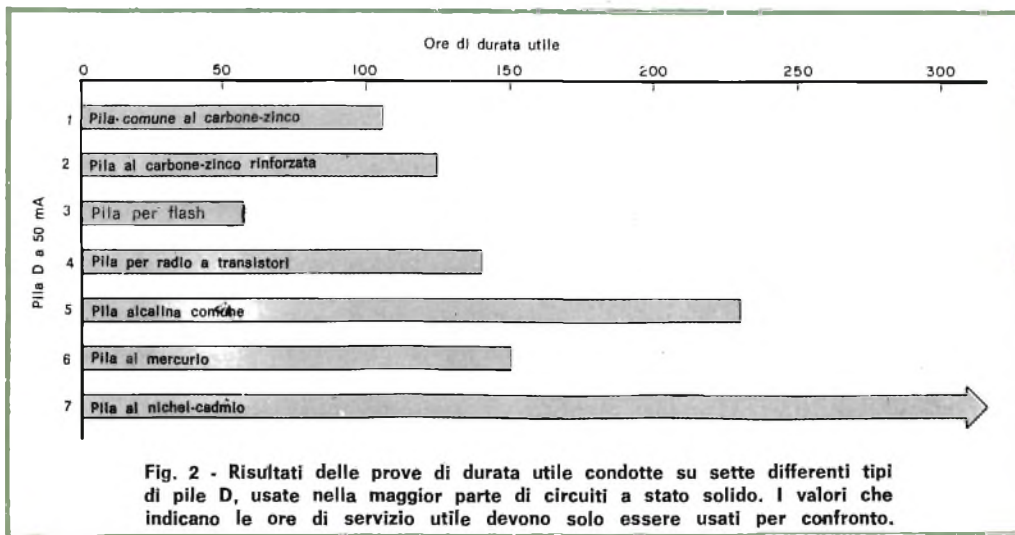 Ore di durata utile
0 50 100 150 200 250 300
Pila D a 50 mA
1 Pila comune al carbone-zinco
2 Pila al carbone-zinco rinforzata
3 Pila per flash
4 Pila per radio a transistori
5 Pila alcalina comune
6 Pila al mercurio
7 Pila al nichel-cadmio
Fig. 2 - Risultati delle prove di durata utile condotte su sette differenti tipi
di pile D, usate nella maggior parte di circuiti a stato solido. I valori che
indicano le ore di servizio utile devono solo essere usati per confronto.